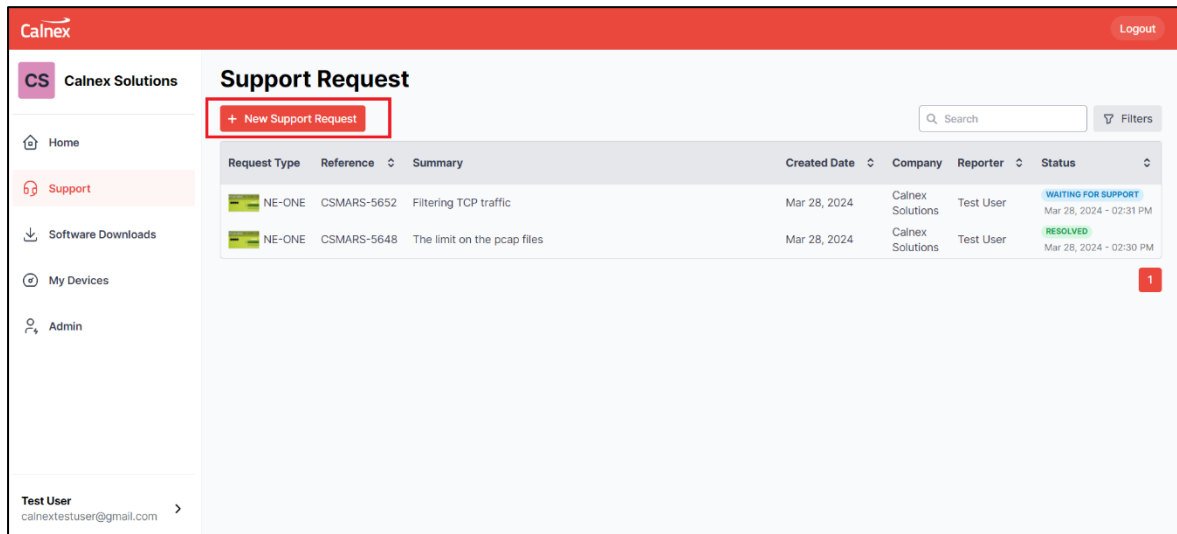 Calnex
Logout
CS Calnex Solutions
Home
Support
Software Downloads
My Devices
Admin
Test User
calnextestuser@gmail.com
Support Request
+ New Support Request
Search
Filters
Request Type Reference Summary Created Date Company Reporter Status
NE-ONE CSMARS-5652 Filtering TCP traffic Mar 28, 2024 Calnex Solutions Test User WAITING FOR SUPPORT
Mar 28, 2024 - 02:31 PM
NE-ONE CSMARS-5648 The limit on the pcap files Mar 28, 2024 Calnex Solutions Test User RESOLVED
Mar 28, 2024 - 02:30 PM
1